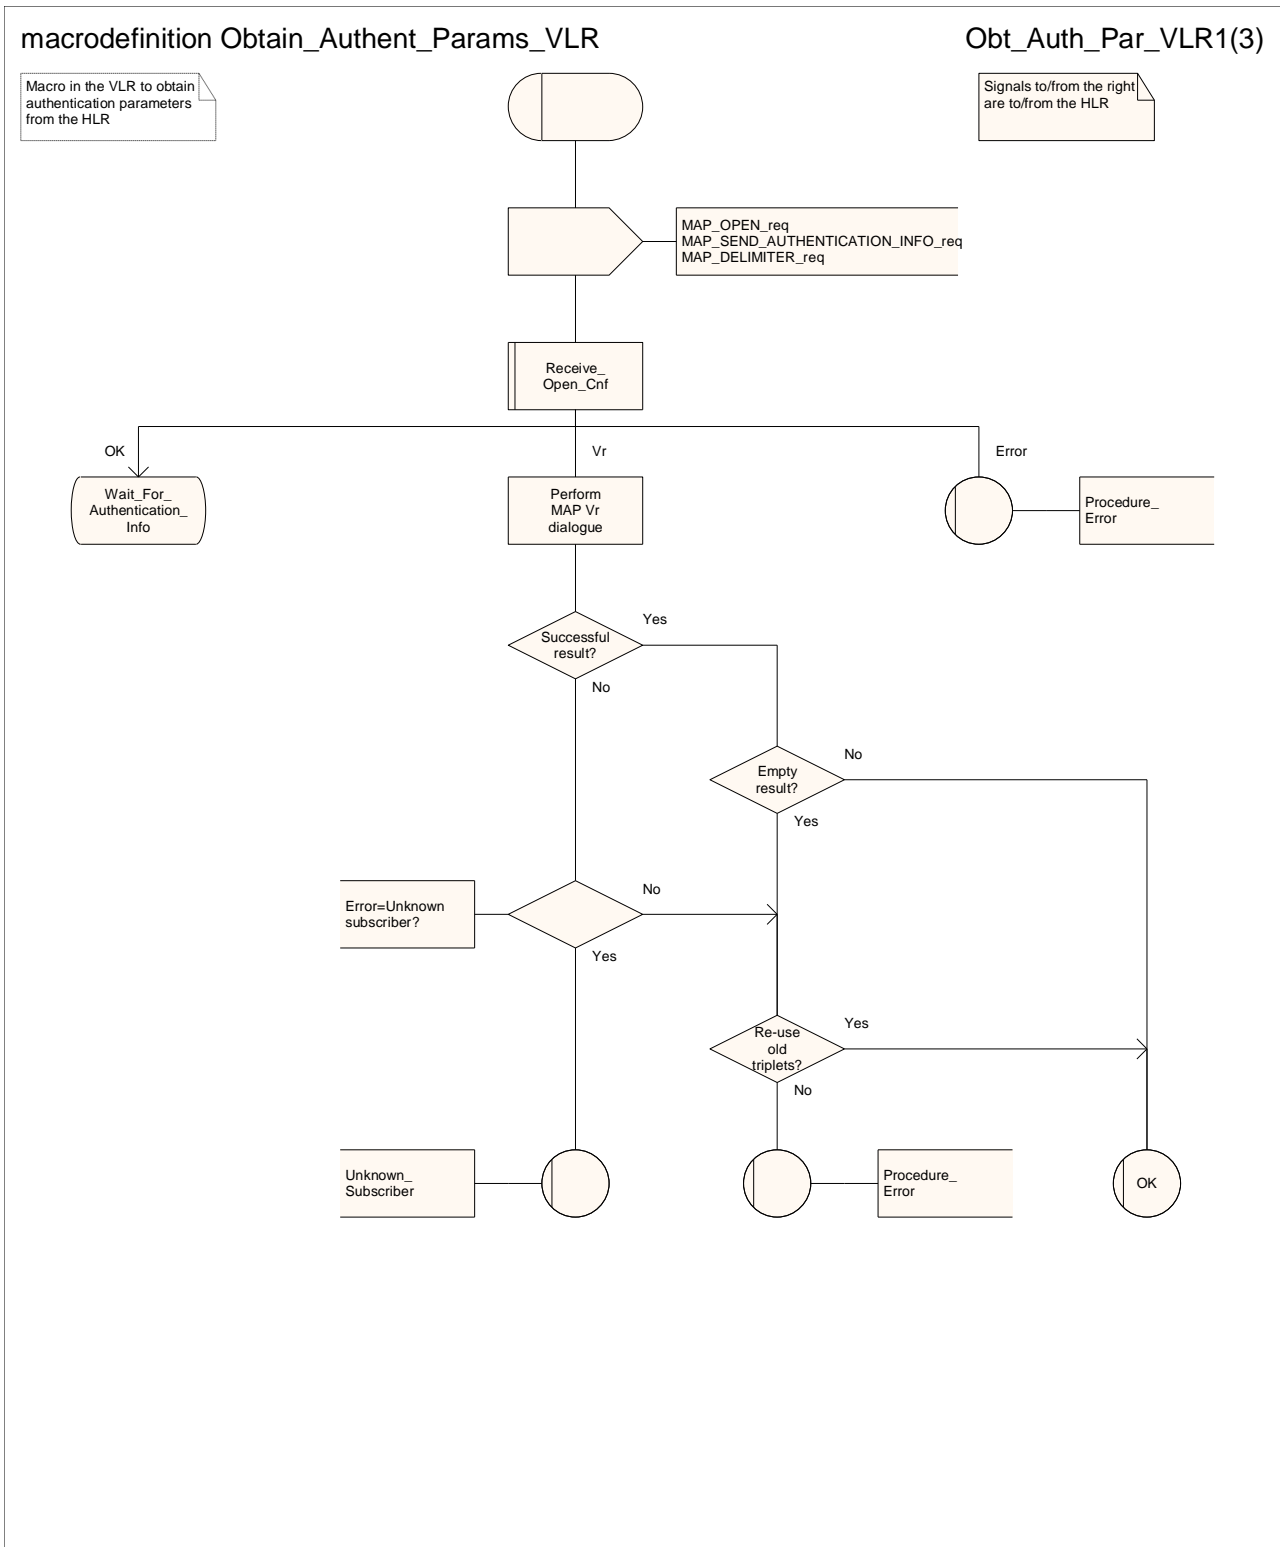 macrodefinition Obtain_Authent_Params_VLR
Obt_Auth_Par_VLR1(3)
Macro in the VLR to obtain
authentication parameters
from the HLR
Signals to/from the right
are to/from the HLR
MAP_OPEN_req
MAP_SEND_AUTHENTICATION_INFO_req
MAP_DELIMITER_req
Receive_
Open_Cnf
OK
Vr
Error
Wait_For_
Authentication_
Info
Perform
MAP Vr
dialogue
Procedure_
Error
Successful
result?
Yes
No
Empty
result?
No
Yes
Error=Unknown
subscriber?
No
Yes
Re-use
old
triplets?
Yes
No
Unknown_
Subscriber
Procedure_
Error
OK